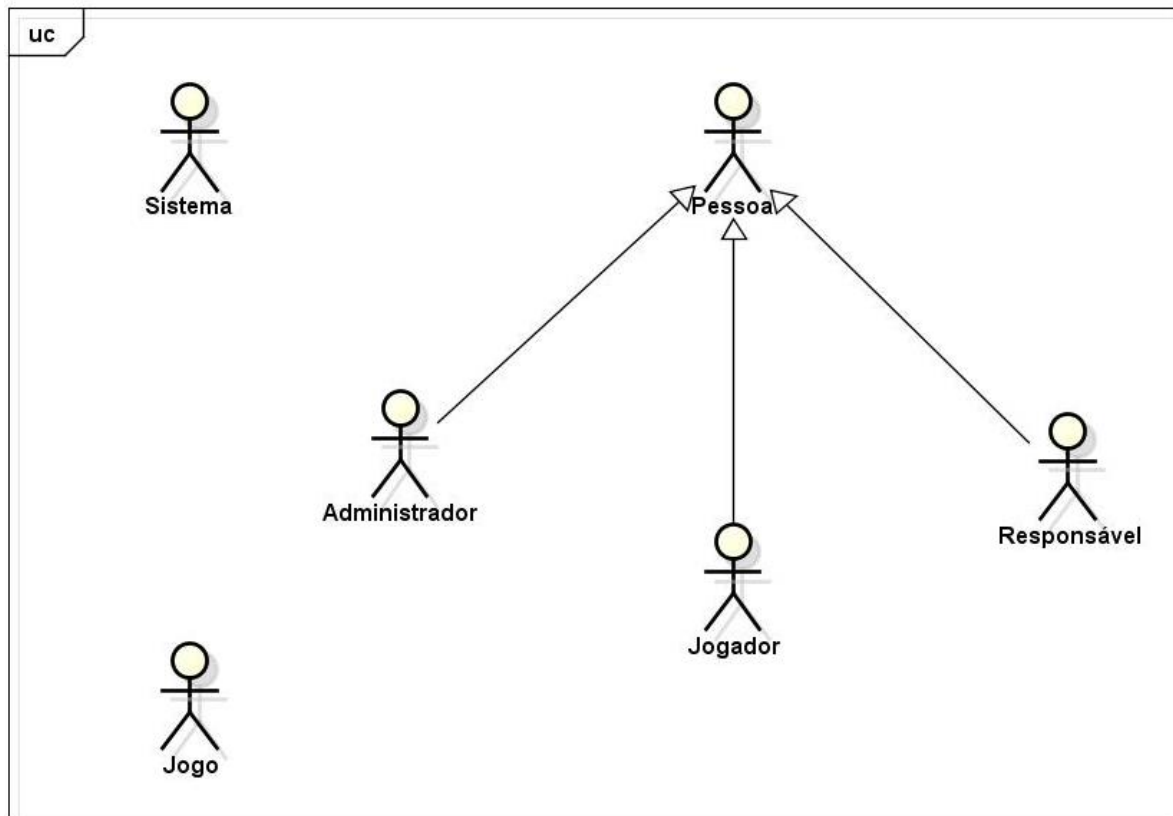 uc
Sistema
Pessoa
Administrador
Responsável
Jogador
Jogo